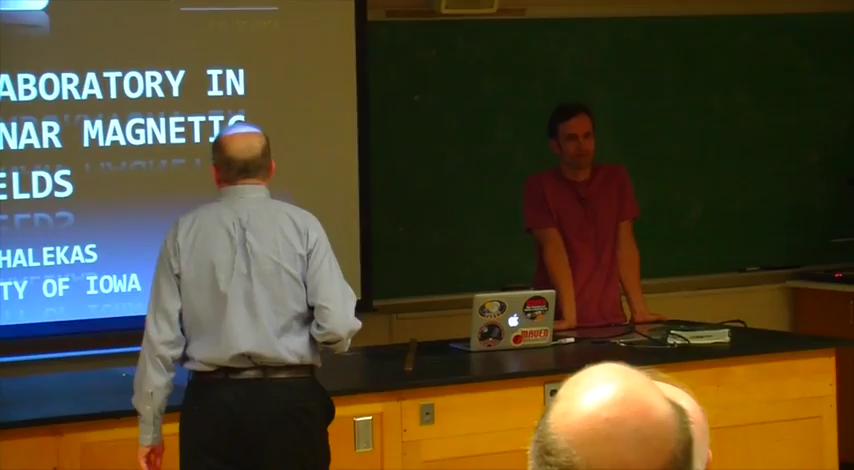 ABORATORY IN
NAR MAGNETIC
ELDS
HALEKAS
TY OF IOWA
MAVEN